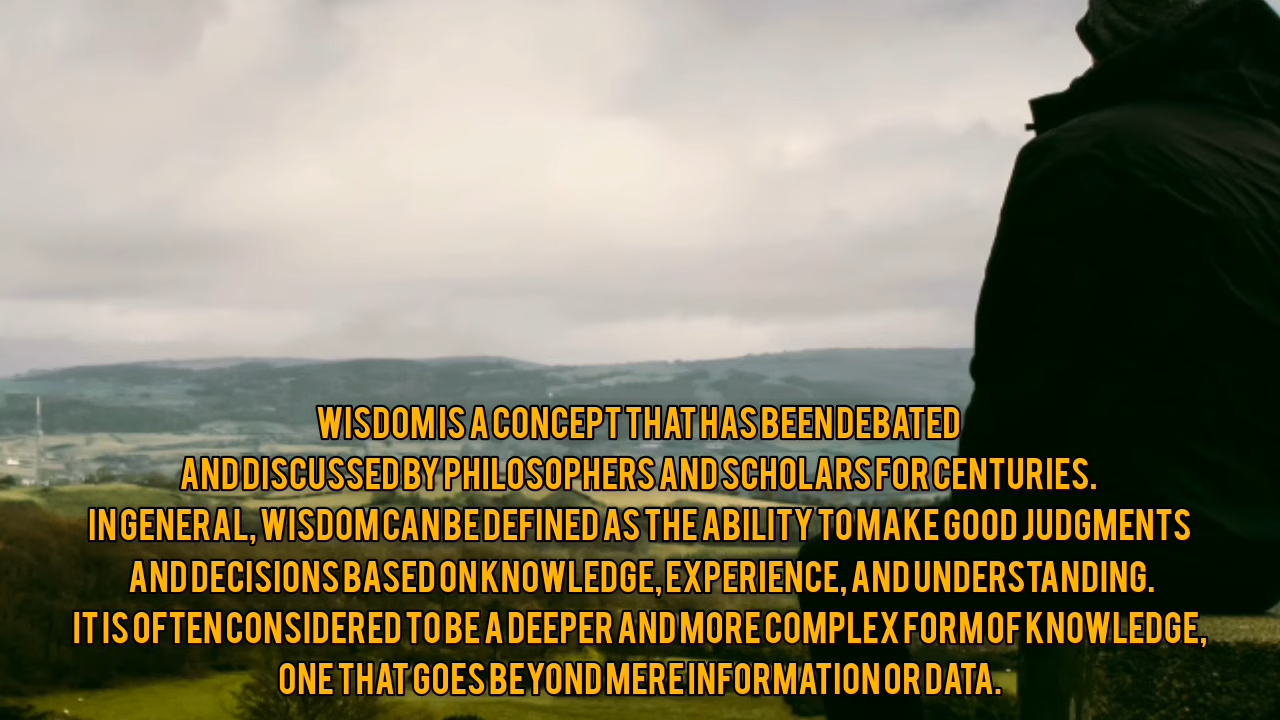 WISDOM IS A CONCEPT THAT HAS BEEN DEBATED
AND DISCUSSED BY PHILOSOPHERS AND SCHOLARS FOR CENTURIES.
IN GENERAL, WISDOM CAN BE DEFINED AS THE ABILITY TO MAKE GOOD JUDGMENTS
AND DECISIONS BASED ON KNOWLEDGE, EXPERIENCE, AND UNDERSTANDING.
IT IS OFTEN CONSIDERED TO BE A DEEPER AND MORE COMPLEX FORM OF KNOWLEDGE,
ONE THAT GOES BEYOND MERE INFORMATION OR DATA.